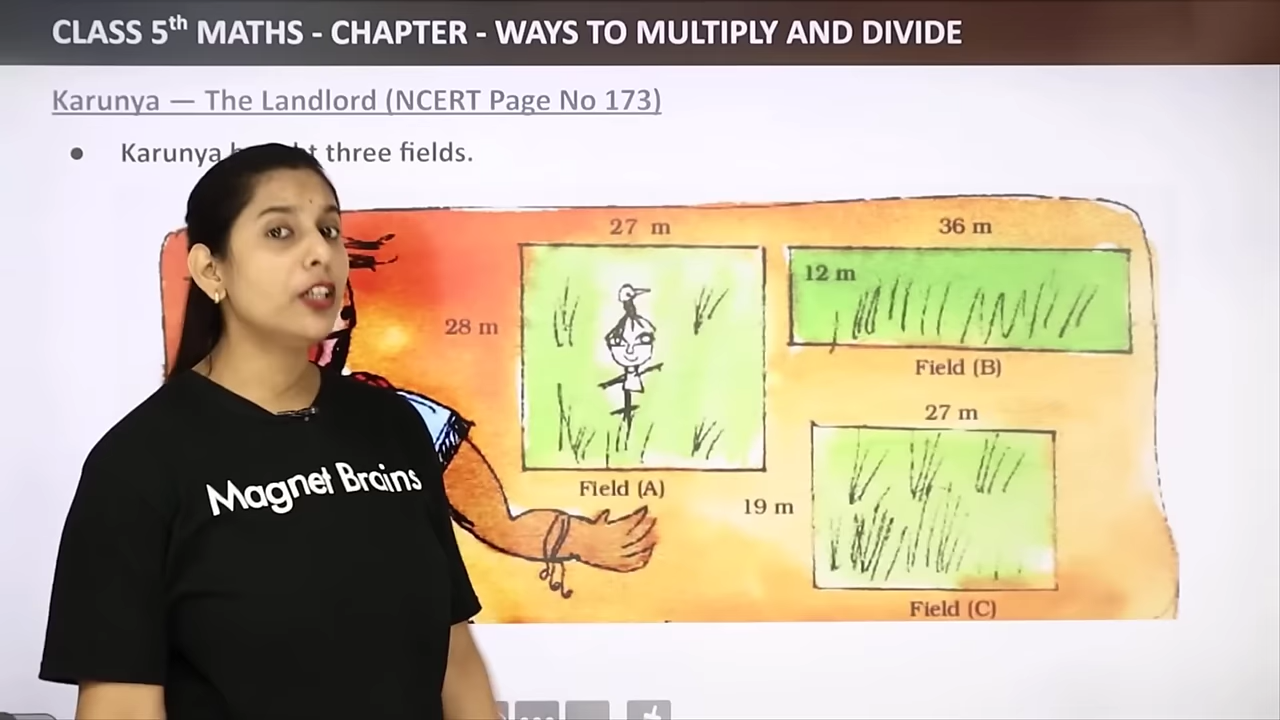 CLASS 5th MATHS - CHAPTER - WAYS TO MULTIPLY AND DIVIDE
Karunya — The Landlord (NCERT Page No 173)
● Karunya three fields.
27 m
36 m
12 m
28 m
Field (B)
27 m
Field (A)
19 m
Field (C)
Magnet Brains